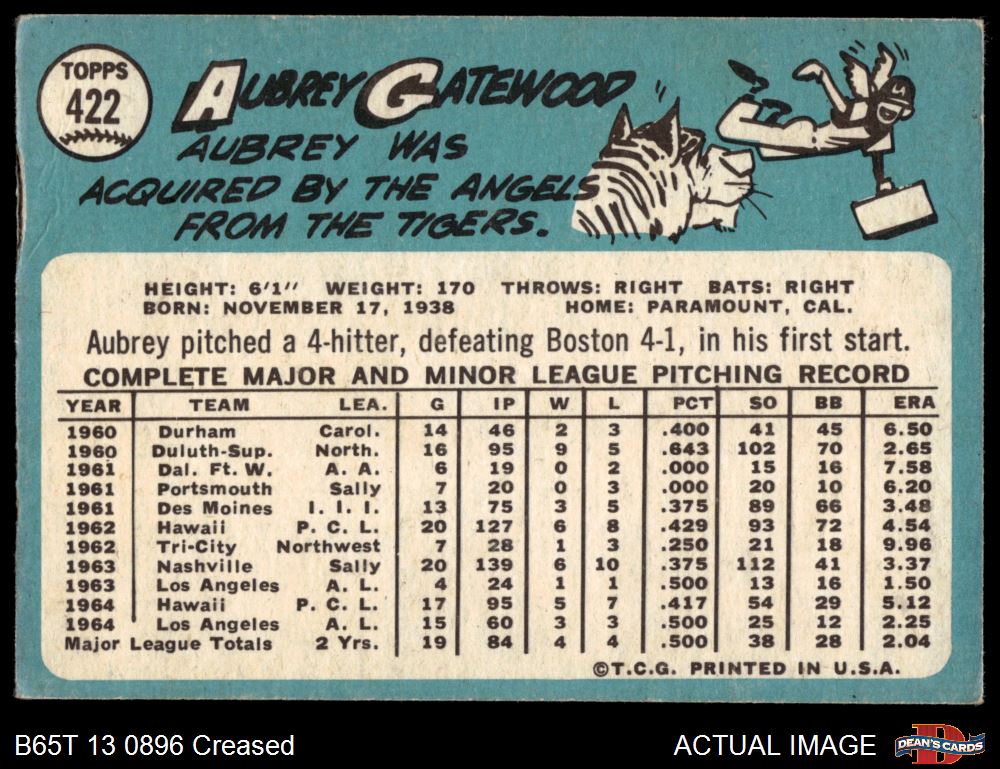 TOPPS
422
AUBREY GATEWOOD
AUBREY WAS
ACQUIRED BY THE ANGELS
FROM THE TIGERS.
HEIGHT: 6'1" WEIGHT: 170 THROWS: RIGHT BATS: RIGHT
BORN: NOVEMBER 17, 1938 HOME: PARAMOUNT, CAL.
Aubrey pitched a 4-hitter, defeating Boston 4-1, in his first start.
COMPLETE MAJOR AND MINOR LEAGUE PITCHING RECORD
YEAR TEAM LEA. G IP W L PCT SO BB ERA
1960 Durham Carol. 14 46 2 3 .400 41 45 6.50
1960 Duluth-Sup. North. 16 95 9 5 .643 102 70 2.65
1961 Dal. Ft. W. A. A. 6 19 0 2 .000 15 16 7.58
1961 Portsmouth Sally 7 20 0 3 .000 20 10 6.20
1961 Des Moines I. I. I. 13 75 3 5 .375 89 66 3.48
1962 Hawaii P. C. L. 20 127 6 8 .429 93 72 4.54
1962 Tri-City Northwest 7 28 1 3 .250 21 18 9.96
1963 Nashville Sally 20 139 6 10 .375 112 41 3.37
1963 Los Angeles A. L. 4 24 1 1 .500 13 16 1.50
1964 Hawaii P. C. L. 17 95 5 7 .417 54 29 5.12
1964 Los Angeles A. L. 15 60 3 3 .500 25 12 2.25
Major League Totals 2 Yrs. 19 84 4 4 .500 38 28 2.04
©T.C.G. PRINTED IN U.S.A.
B65T 13 0896 Creased
ACTUAL IMAGE
D
DEAN'S CARDS